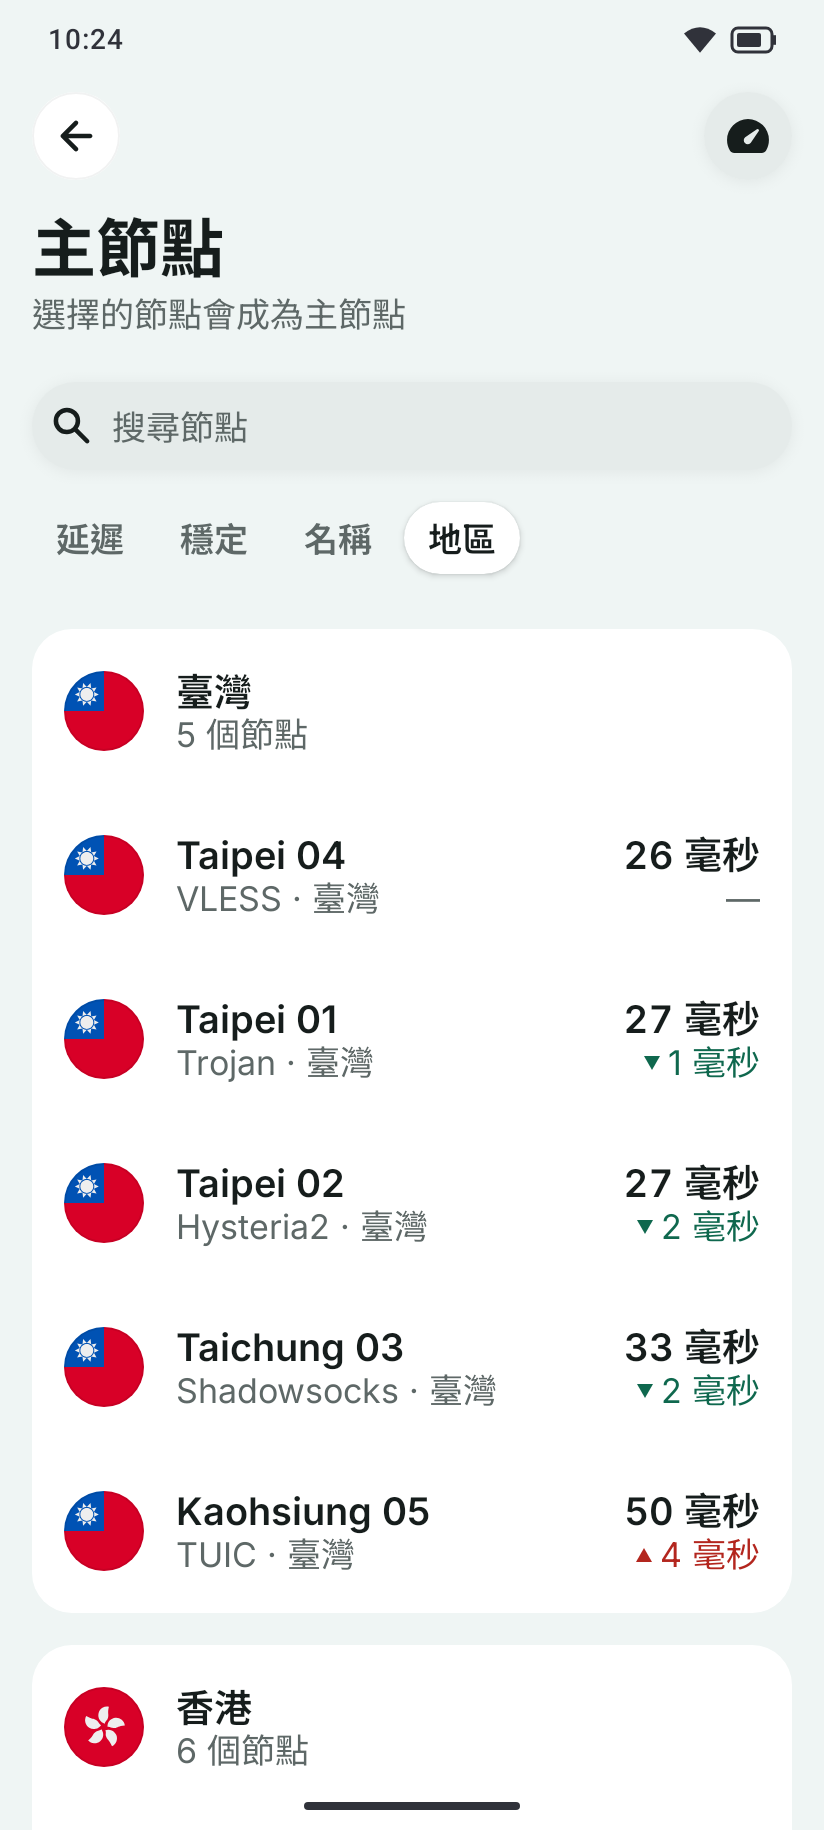 10:24
主節點
選擇的節點會成為主節點
搜尋節點
延遲 穩定 名稱 地區
臺灣
5 個節點
Taipei 04 26 毫秒
VLESS · 臺灣 —
Taipei 01 27 毫秒
Trojan · 臺灣 ▼1 毫秒
Taipei 02 27 毫秒
Hysteria2 · 臺灣 ▼2 毫秒
Taichung 03 33 毫秒
Shadowsocks · 臺灣 ▼2 毫秒
Kaohsiung 05 50 毫秒
TUIC · 臺灣 ▲4 毫秒
香港
6 個節點